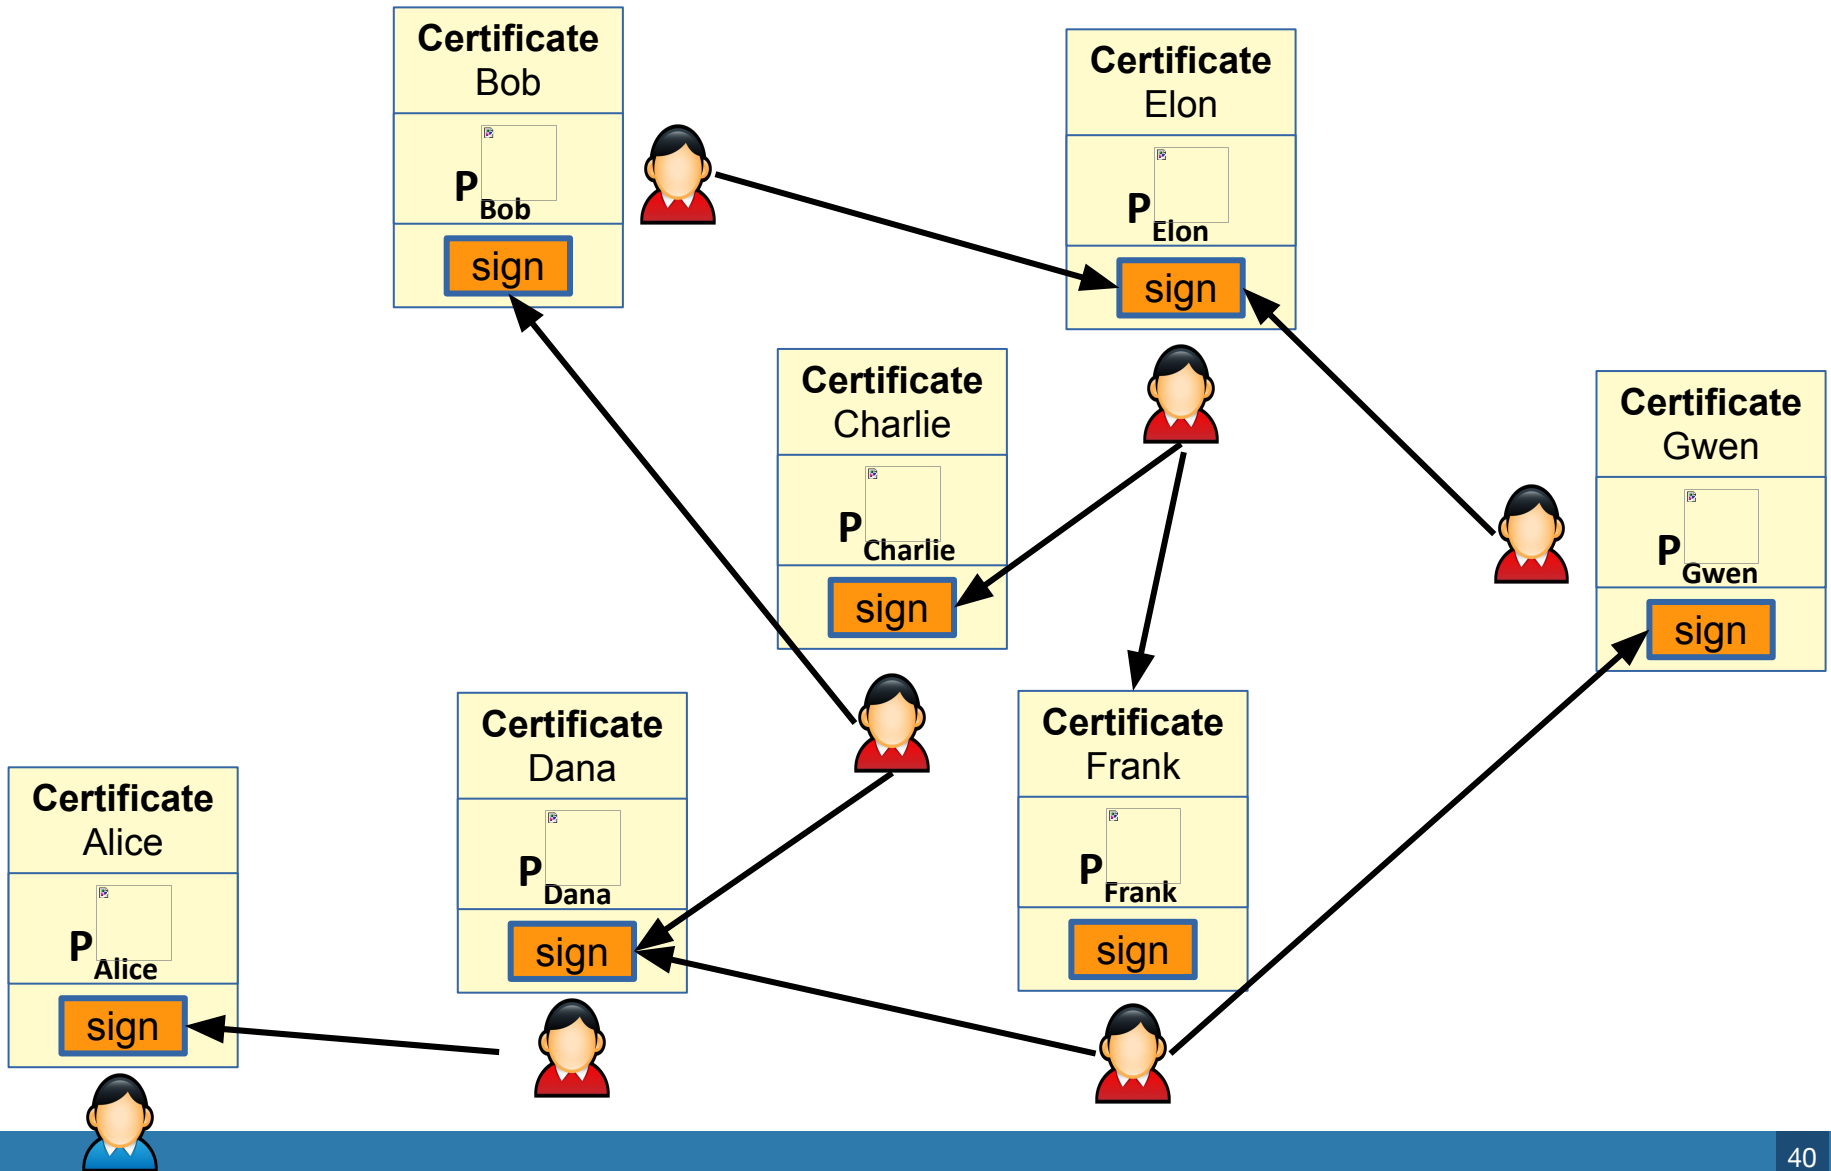 Certificate
Bob
P
Bob
sign
Certificate
Elon
P
Elon
sign
Certificate
Charlie
P
Charlie
sign
Certificate
Gwen
P
Gwen
sign
Certificate
Dana
P
Dana
sign
Certificate
Frank
P
Frank
sign
Certificate
Alice
P
Alice
sign
40